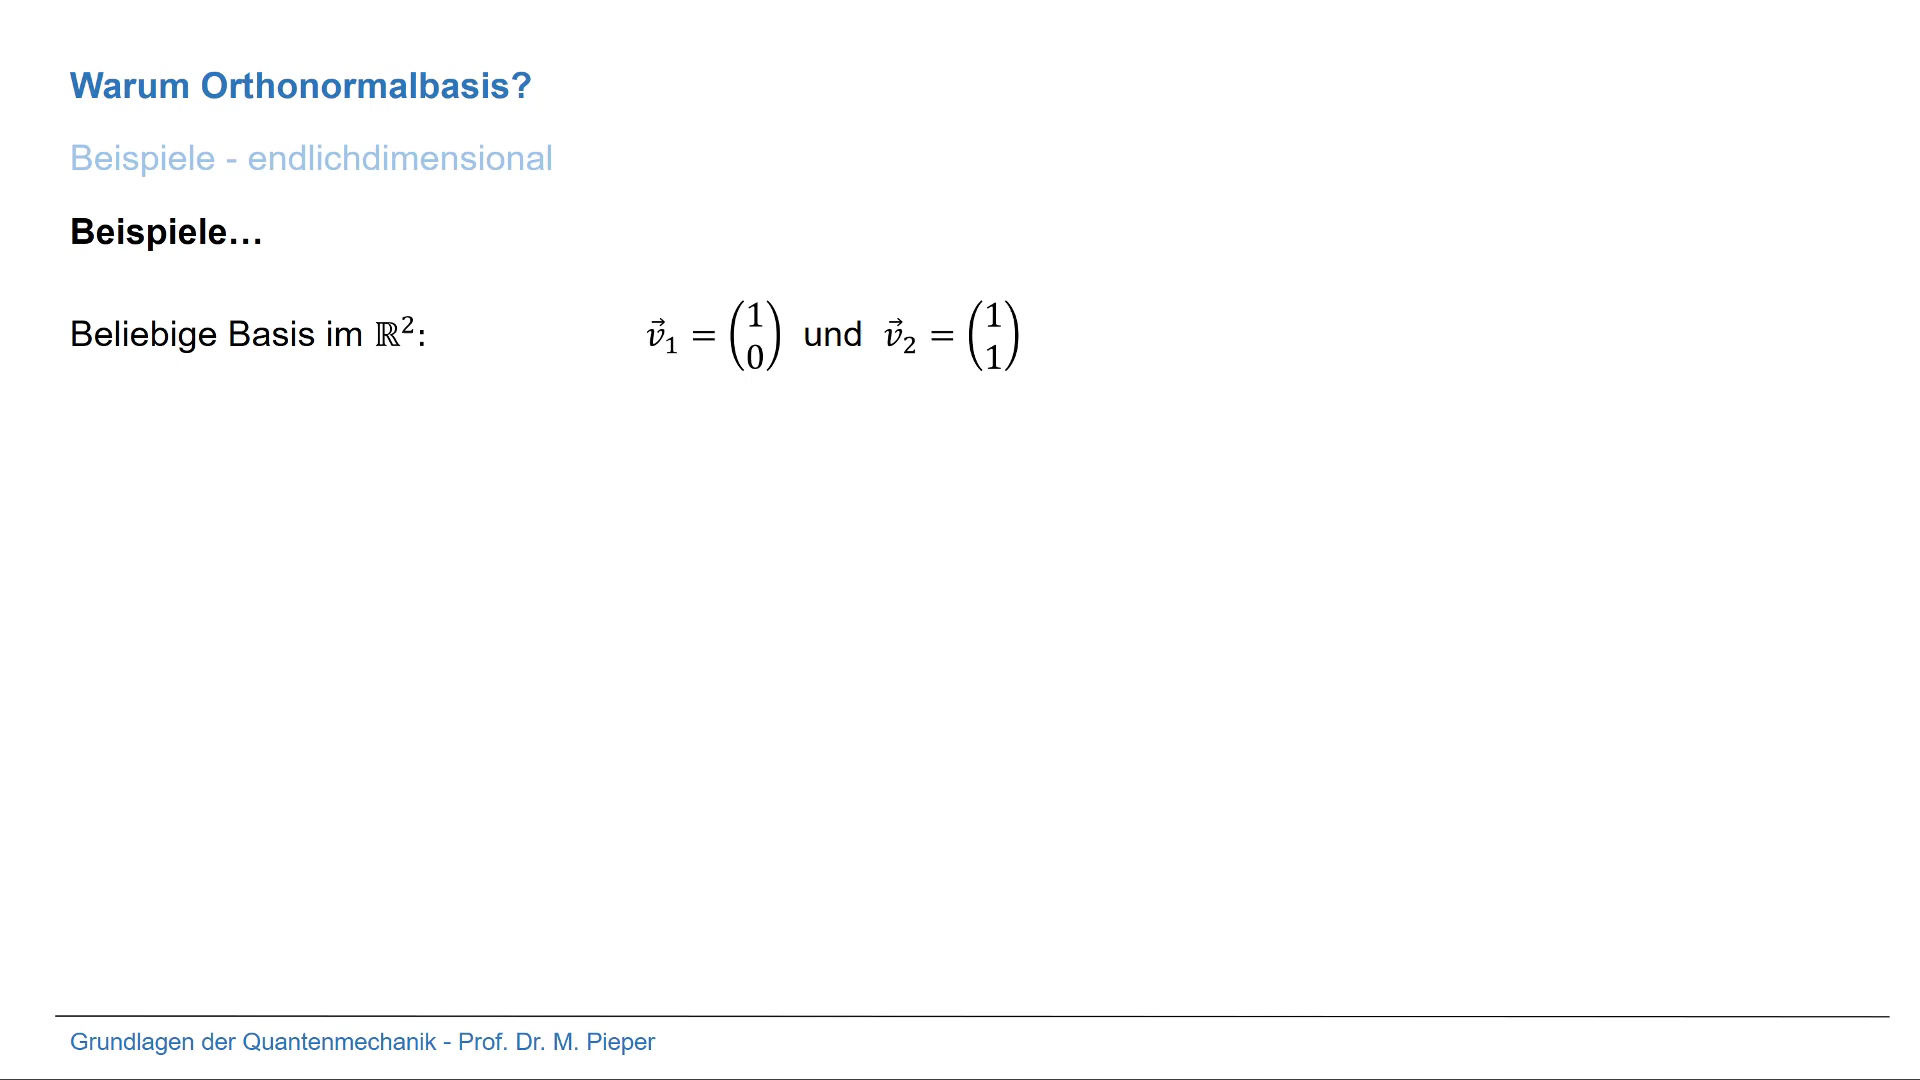 Warum Orthonormalbasis?
Beispiele - endlichdimensional
Beispiele…
Beliebige Basis im ℝ²: v⃗₁ = (1 0) und v⃗₂ = (1 1)
Grundlagen der Quantenmechanik - Prof. Dr. M. Pieper